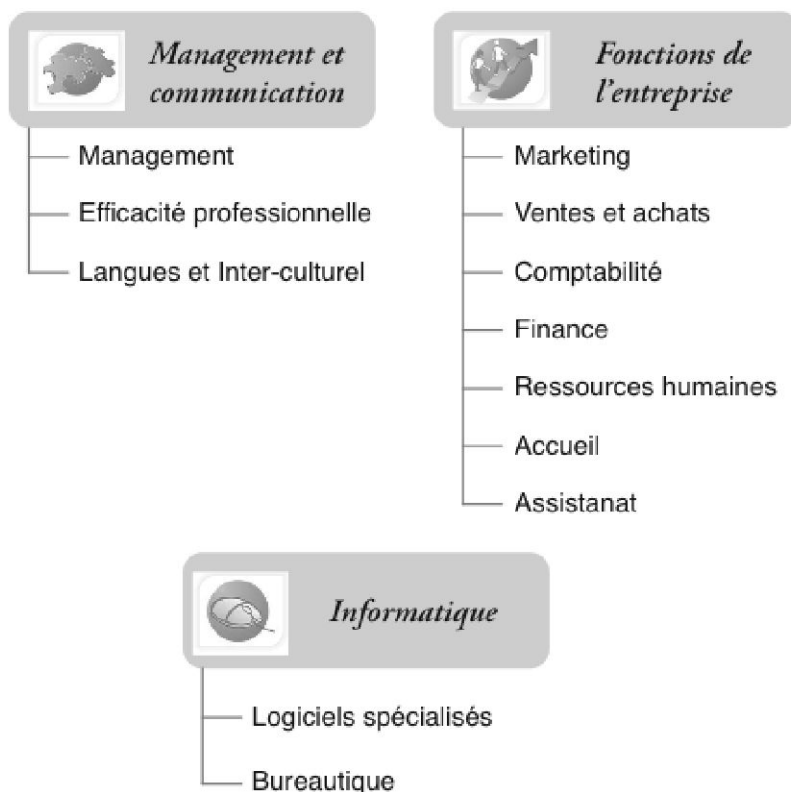 Management et
communication
Management
Efficacité professionnelle
Langues et Inter-culturel
Fonctions de
l'entreprise
Marketing
Ventes et achats
Comptabilité
Finance
Ressources humaines
Accueil
Assistanat
Informatique
Logiciels spécialisés
Bureautique